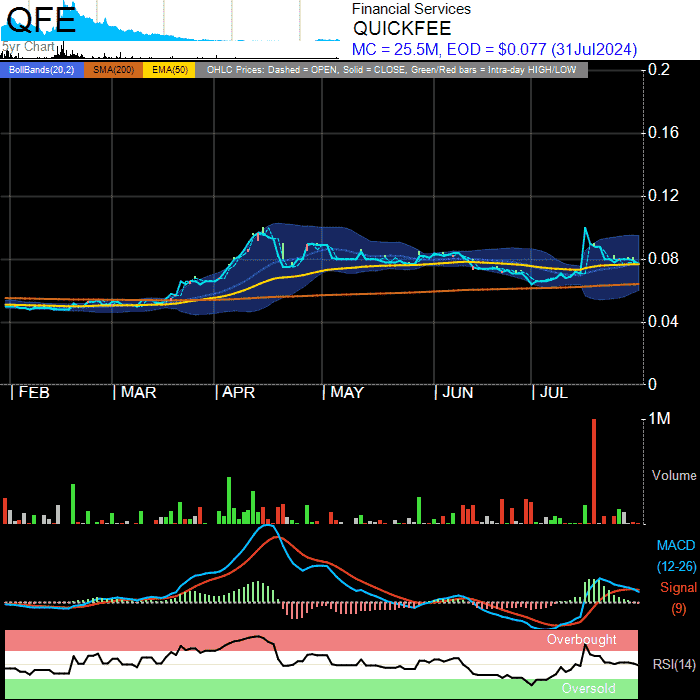 QFE
5yr Chart
Financial Services
QUICKFEE
MC = 25.5M, EOD = $0.077 (31Jul2024)
BollBands(20,2) SMA(200) EMA(50) OHLC Prices: Dashed = OPEN, Solid = CLOSE, Green/Red bars = Intra-day HIGH/LOW
0.2
0.16
0.12
0.08
0.04
0
| FEB | MAR | APR | MAY | JUN | JUL
1M
Volume
MACD
(12-26)
Signal
(9)
Overbought
RSI(14)
Oversold